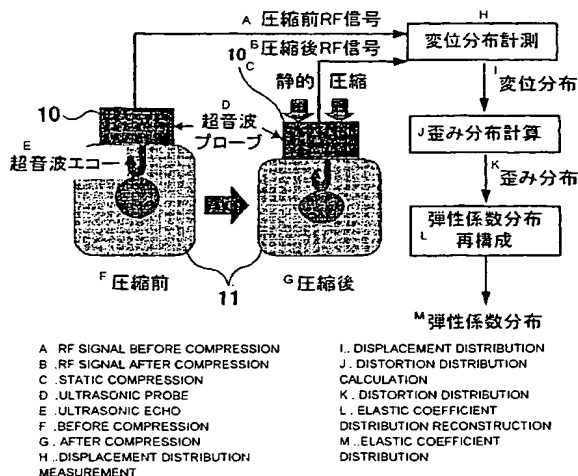 A 圧縮前RF信号
B 圧縮後RF信号
H
変位分布計測
10
10
C
静的 圧縮
I 変位分布
D
超音波
プローブ
E
超音波エコー
J 歪み分布計算
K
歪み分布
L 弾性係数分布
再構成
F 圧縮前
11
G 圧縮後
M 弾性係数分布
A . RF SIGNAL BEFORE COMPRESSION
B . RF SIGNAL AFTER COMPRESSION
C . STATIC COMPRESSION
D . ULTRASONIC PROBE
E . ULTRASONIC ECHO
F . BEFORE COMPRESSION
G . AFTER COMPRESSION
H .. DISPLACEMENT DISTRIBUTION
MEASUREMENT
I .. DISPLACEMENT DISTRIBUTION
J . DISTORTION DISTRIBUTION
CALCULATION
K . DISTORTION DISTRIBUTION
L . ELASTIC COEFFICIENT
DISTRIBUTION RECONSTRUCTION
M .. ELASTIC COEFFICIENT
DISTRIBUTION